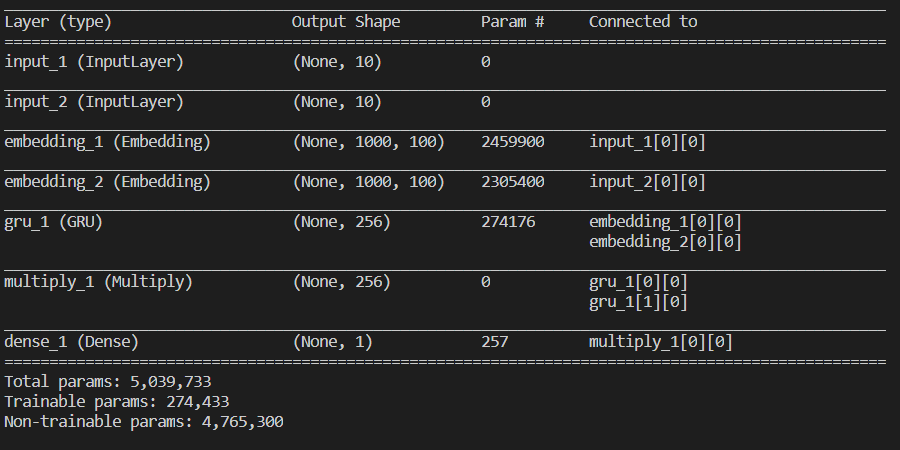 Layer (type) Output Shape Param # Connected to
==================================================================================================
input_1 (InputLayer) (None, 10) 0
input_2 (InputLayer) (None, 10) 0
embedding_1 (Embedding) (None, 1000, 100) 2459900 input_1[0][0]
embedding_2 (Embedding) (None, 1000, 100) 2305400 input_2[0][0]
gru_1 (GRU) (None, 256) 274176 embedding_1[0][0]
embedding_2[0][0]
multiply_1 (Multiply) (None, 256) 0 gru_1[0][0]
gru_1[1][0]
dense_1 (Dense) (None, 1) 257 multiply_1[0][0]
==================================================================================================
Total params: 5,039,733
Trainable params: 274,433
Non-trainable params: 4,765,300